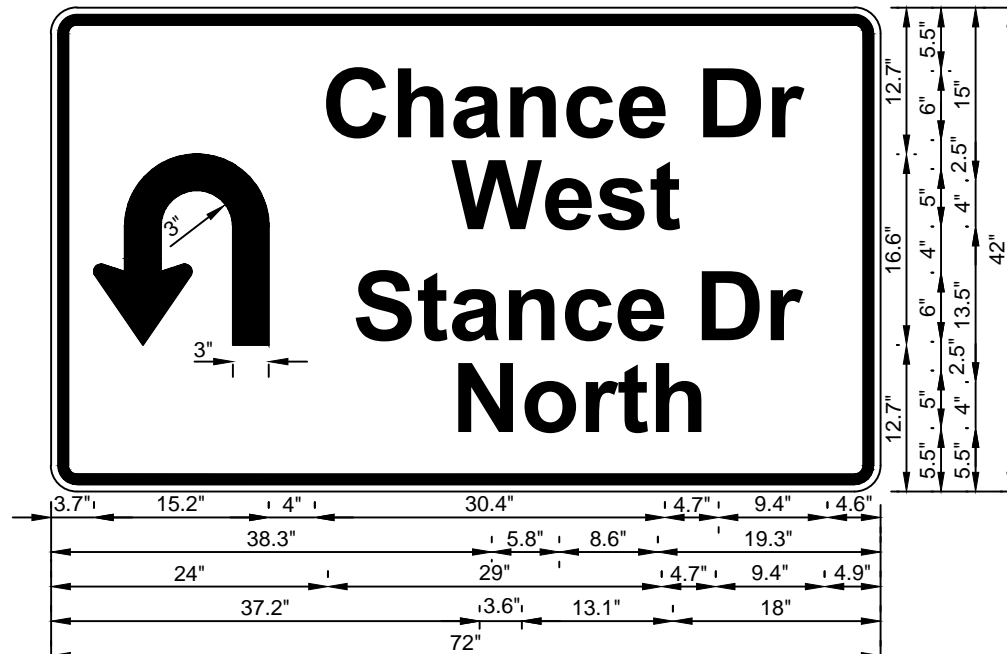 Chance Dr
West
Stance Dr
North
3"
3"
12.7" 16.6" 12.7"
5.5" 6" 5" 4" 6" 5" 5.5"
15" 2.5" 4" 13.5" 2.5" 4" 5.5"
42"
3.7" 15.2" 4" 30.4" 4.7" 9.4" 4.6"
38.3" 5.8" 8.6" 19.3"
24" 29" 4.7" 9.4" 4.9"
37.2" 3.6" 13.1" 18"
72"